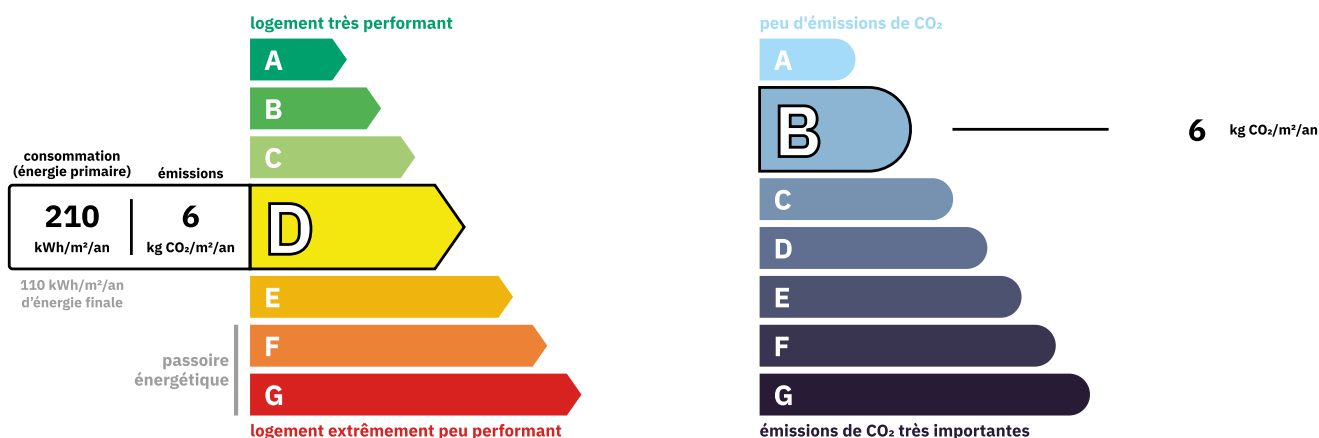 logement très performant
A
B
C
consommation
(énergie primaire)
émissions
210
kWh/m²/an
6
kg CO₂/m²/an
D
110 kWh/m²/an
d'énergie finale
E
passoire
énergétique
F
G
logement extrêmement peu performant
peu d'émissions de CO₂
A
B
6 kg CO₂/m²/an
C
D
E
F
G
émissions de CO₂ très importantes